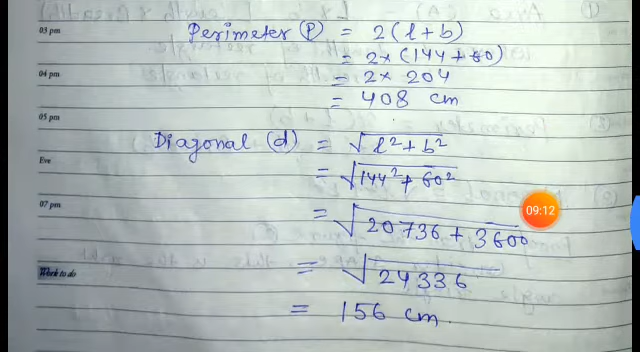 03 pm
Perimeter (P) = 2(l+b)
= 2×(144+60)
04 pm
= 2× 204
= 408 cm
05 pm
Diagonal (d) = √l²+b²
Eve
= √144²+60²
07 pm
09:12
= √20736+3600
Work to do
= √24336
= 156 cm.